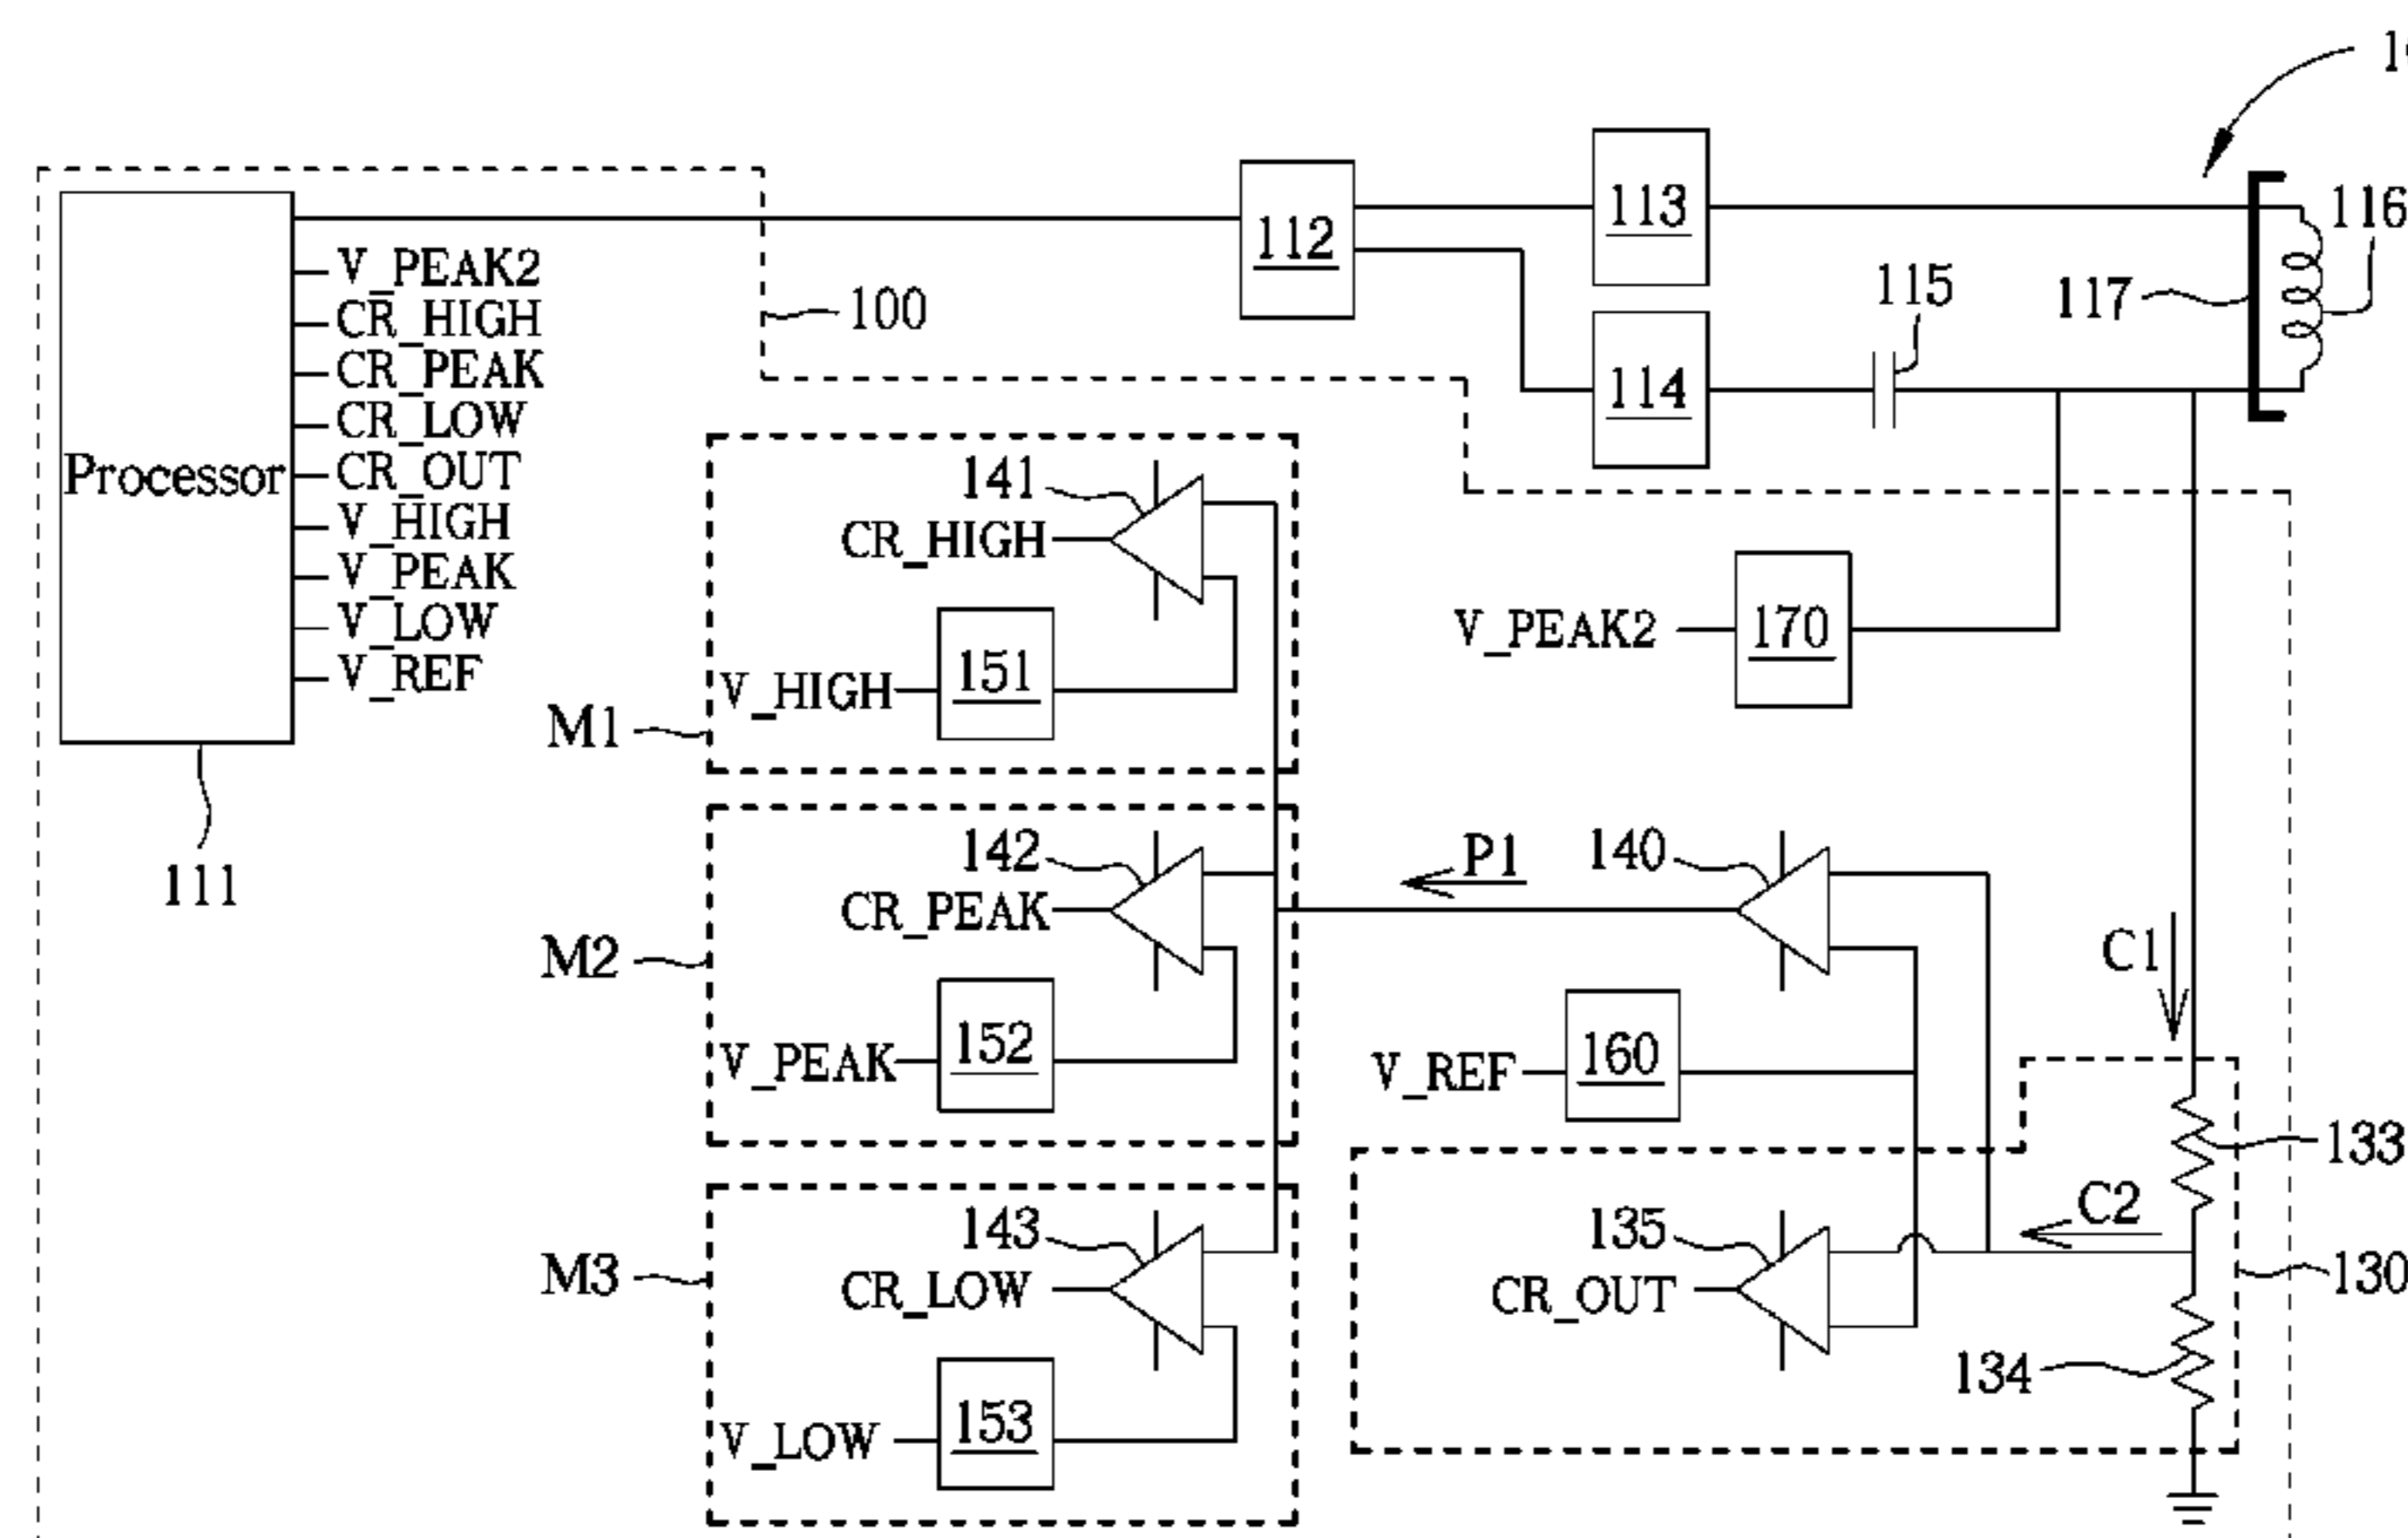 112
113
116
117
115
114
100
Processor
V_PEAK2
CR_HIGH
CR_PEAK
CR_LOW
CR_OUT
V_HIGH
V_PEAK
V_LOW
V_REF
111
141
CR_HIGH
V_HIGH
151
M1
V_PEAK2
170
142
CR_PEAK
V_PEAK
152
M2
P1
140
C1
V_REF
160
133
143
CR_LOW
V_LOW
153
M3
135
CR_OUT
C2
130
134